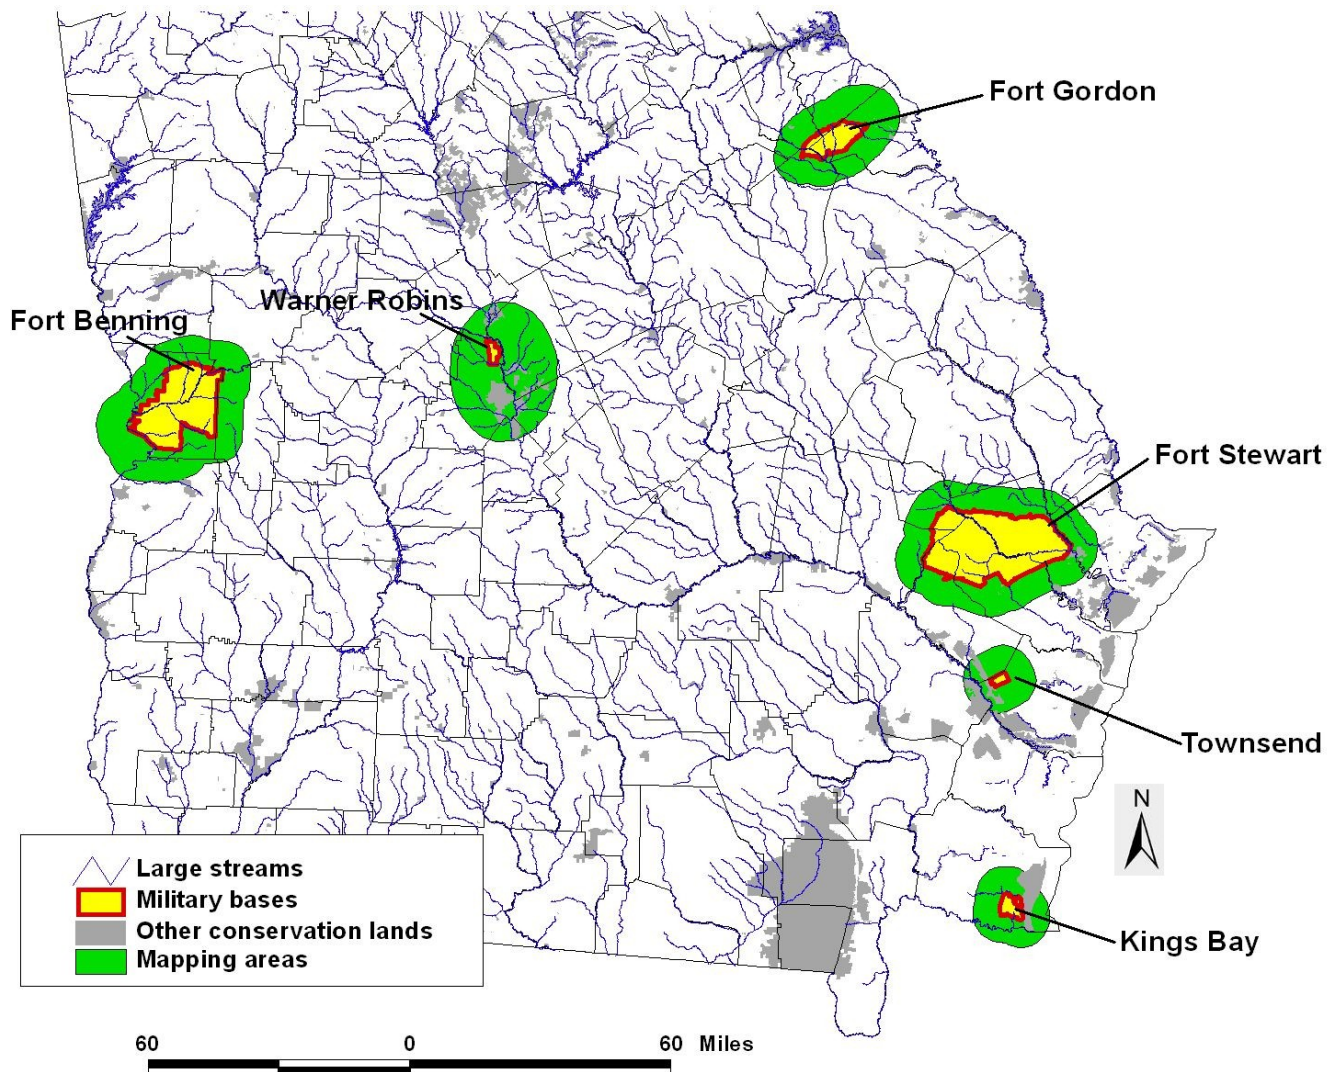 Fort Gordon
Warner Robins
Fort Benning
Fort Stewart
Townsend
N
Kings Bay
Large streams
Military bases
Other conservation lands
Mapping areas
60 0 60 Miles